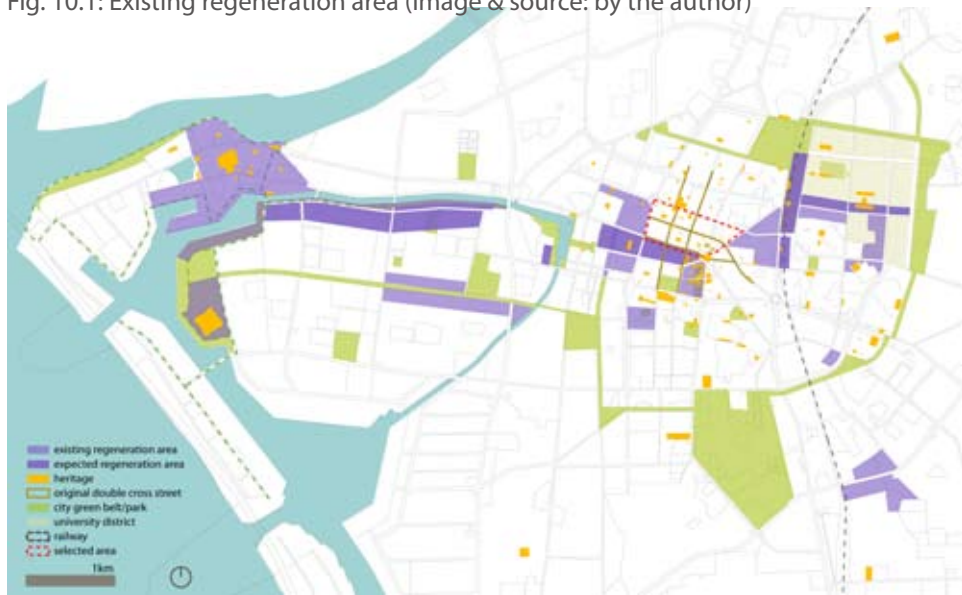 Fig. 10.1: Existing regeneration area (image & source: by the author)
existing regeneration area
expected regeneration area
heritage
original double cross street
city green belt/park
university district
railway
selected area
1km